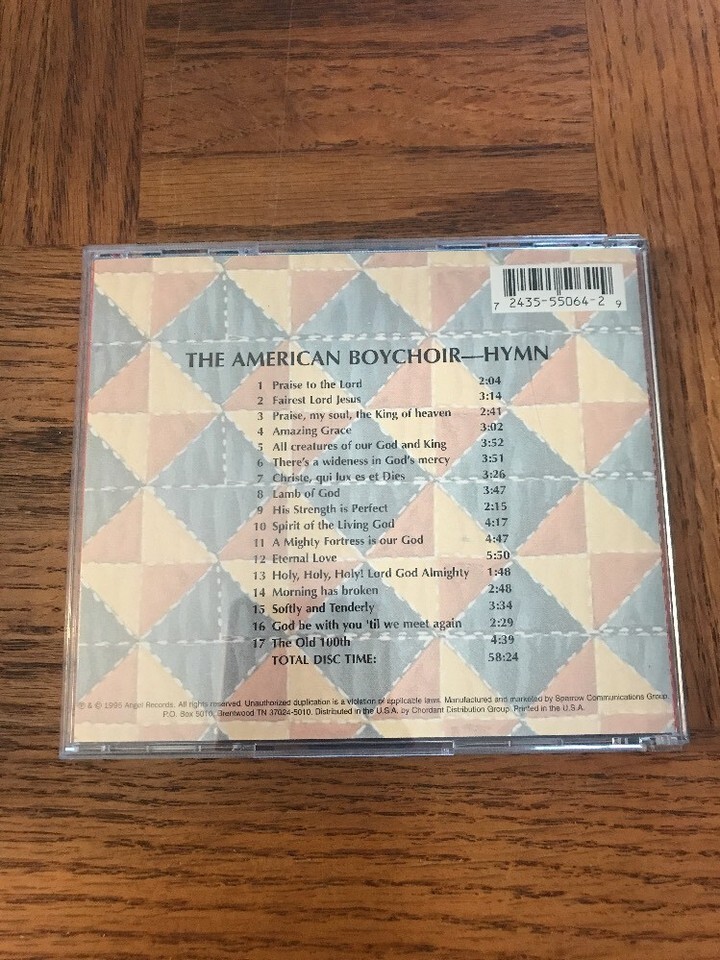 7 2435-55064-2 9
THE AMERICAN BOYCHOIR—HYMN
1 Praise to the Lord 2:04
2 Fairest Lord Jesus 3:14
3 Praise, my soul, the King of heaven 2:41
4 Amazing Grace 3:02
5 All creatures of our God and King 3:52
6 There's a wideness in God's mercy 3:51
7 Christe, qui lux es et Dies 3:26
8 Lamb of God 3:47
9 His Strength is Perfect 2:15
10 Spirit of the Living God 4:17
11 A Mighty Fortress is our God 4:47
12 Eternal Love 5:50
13 Holy, Holy, Holy! Lord God Almighty 1:48
14 Morning has broken 2:48
15 Softly and Tenderly 3:34
16 God be with you 'til we meet again 2:29
17 The Old 100th 4:39
TOTAL DISC TIME: 58:24
℗ & © 1995 Angel Records. All rights reserved. Unauthorized duplication is a violation of applicable laws. Manufactured and marketed by Sparrow Communications Group.
P.O. Box 5010, Brentwood TN 37024-5010. Distributed in the U.S.A. by Chordant Distribution Group. Printed in the U.S.A.